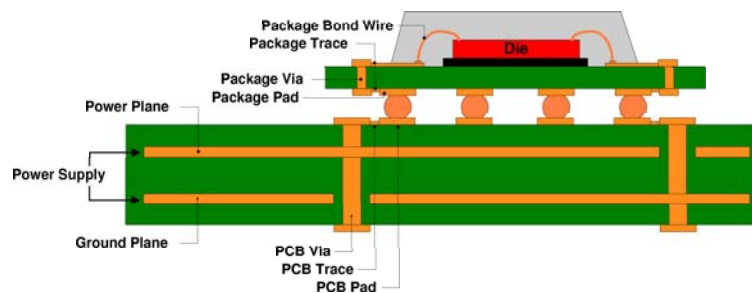 Package Bond Wire
Package Trace
Die
Package Via
Package Pad
Power Plane
Power Supply
Ground Plane
PCB Via
PCB Trace
PCB Pad